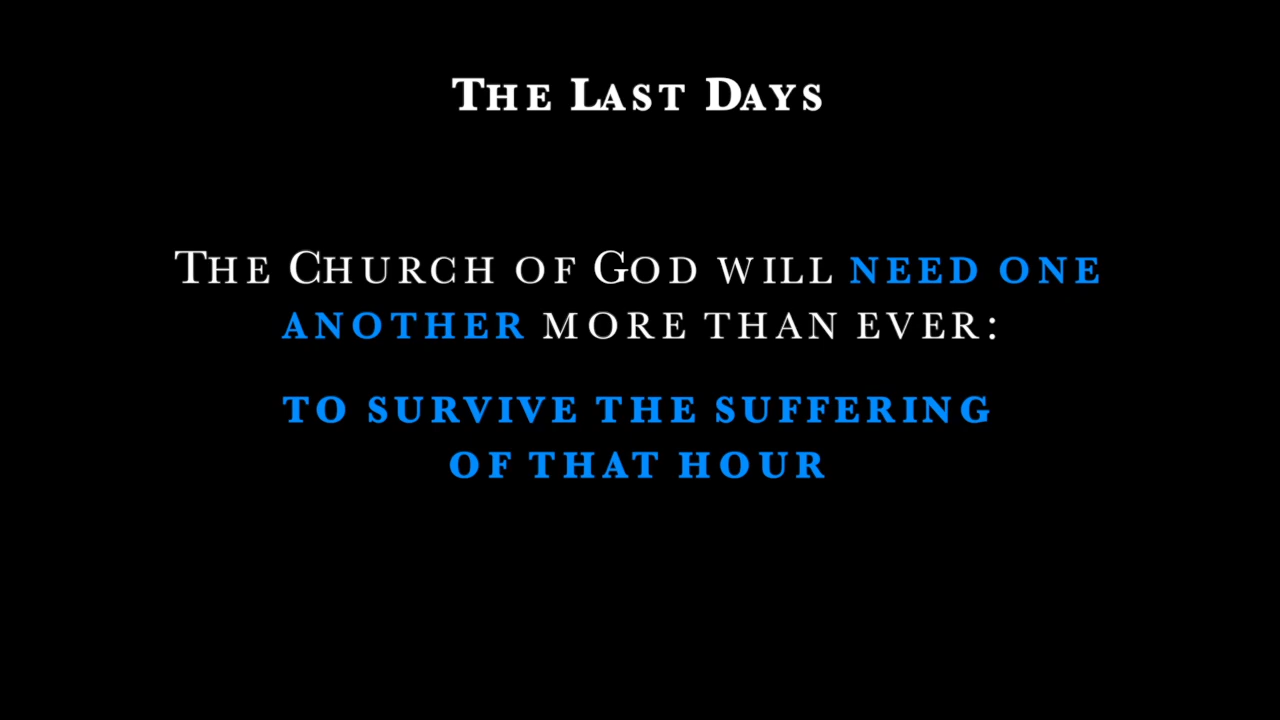 The Last Days
The Church of God will need one
another more than ever:
to survive the suffering
of that hour